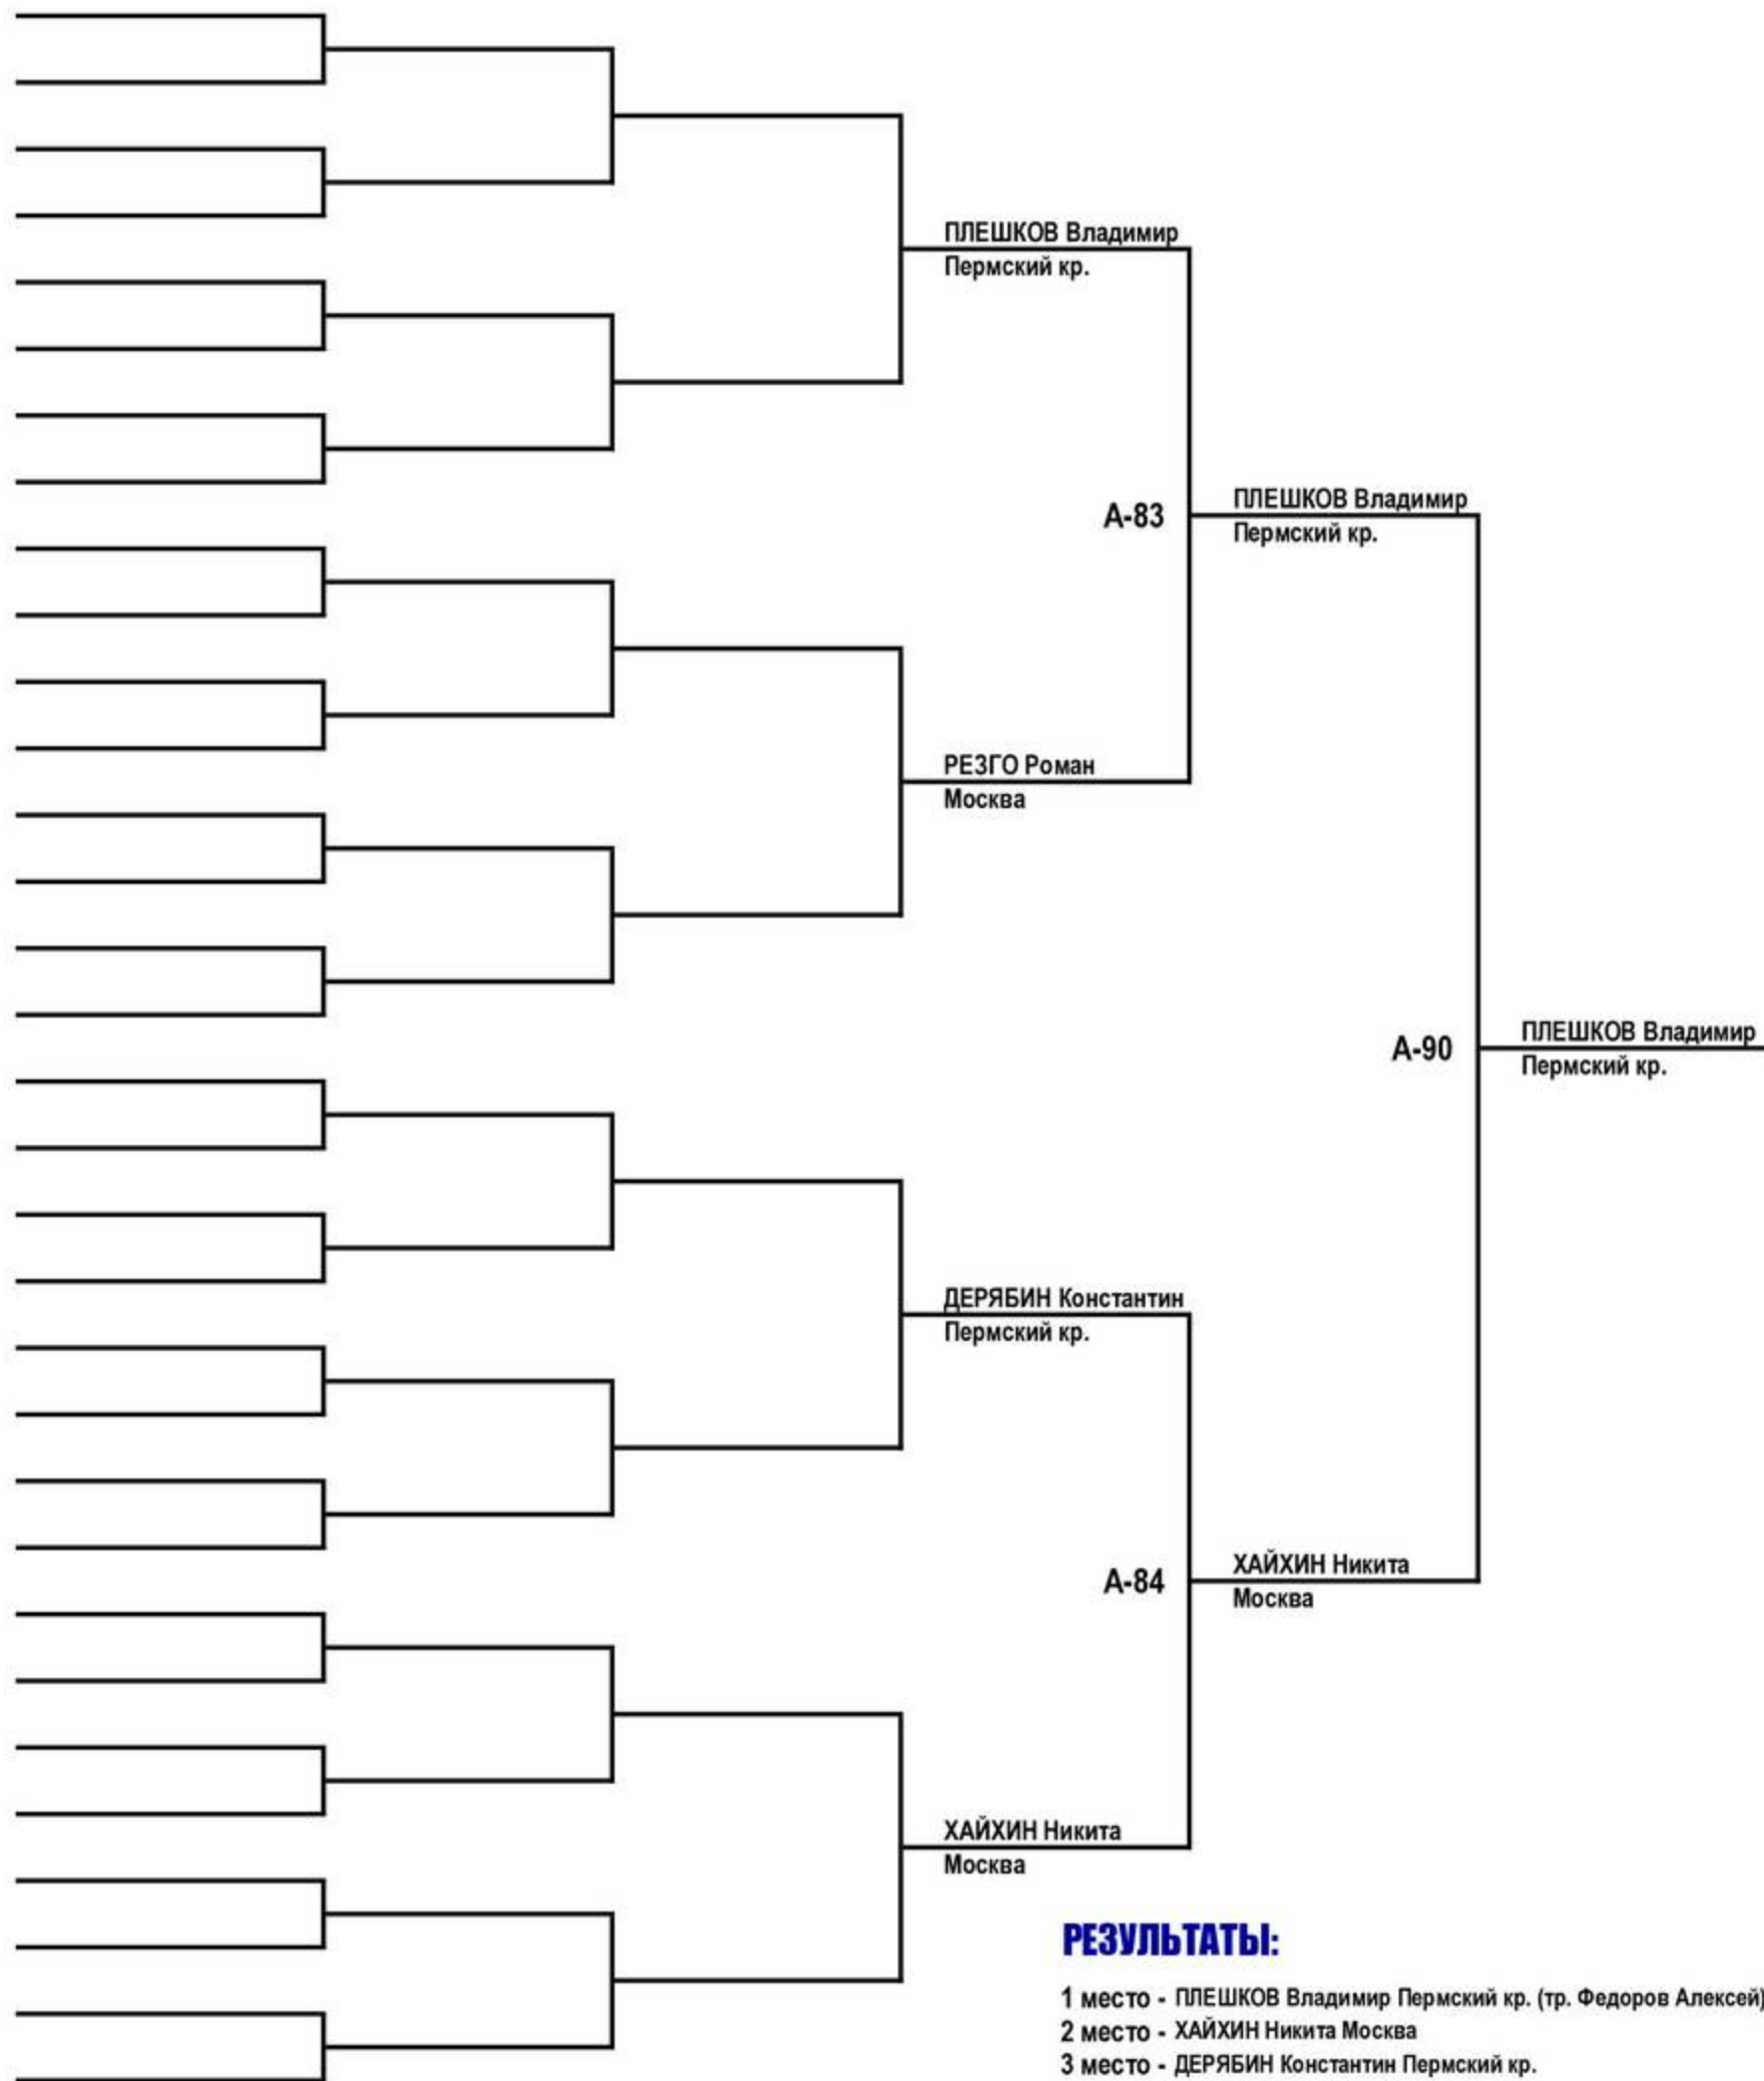 ПЛЕШКОВ Владимир
Пермский кр.
А-83
ПЛЕШКОВ Владимир
Пермский кр.
РЕЗГО Роман
Москва
А-90
ПЛЕШКОВ Владимир
Пермский кр.
ДЕРЯБИН Константин
Пермский кр.
А-84
ХАЙХИН Никита
Москва
ХАЙХИН Никита
Москва
РЕЗУЛЬТАТЫ:
1 место - ПЛЕШКОВ Владимир Пермский кр. (тр. Федоров Алексей)
2 место - ХАЙХИН Никита Москва
3 место - ДЕРЯБИН Константин Пермский кр.